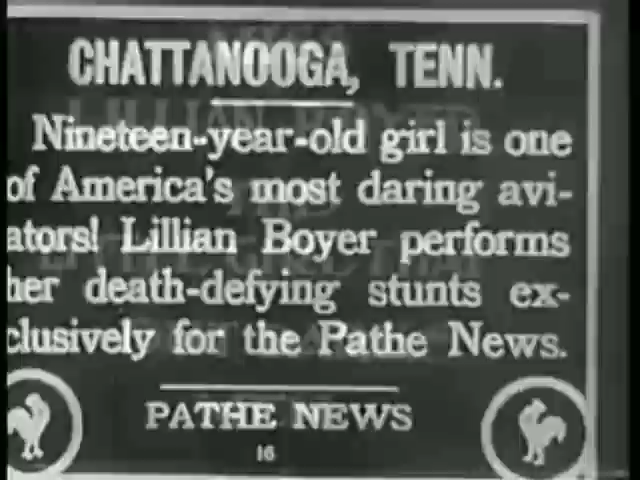 CHATTANOOGA, TENN.
Nineteen-year-old girl is one
of America's most daring avi-
ators! Lillian Boyer performs
her death-defying stunts ex-
clusively for the Pathe News.
PATHE NEWS
16